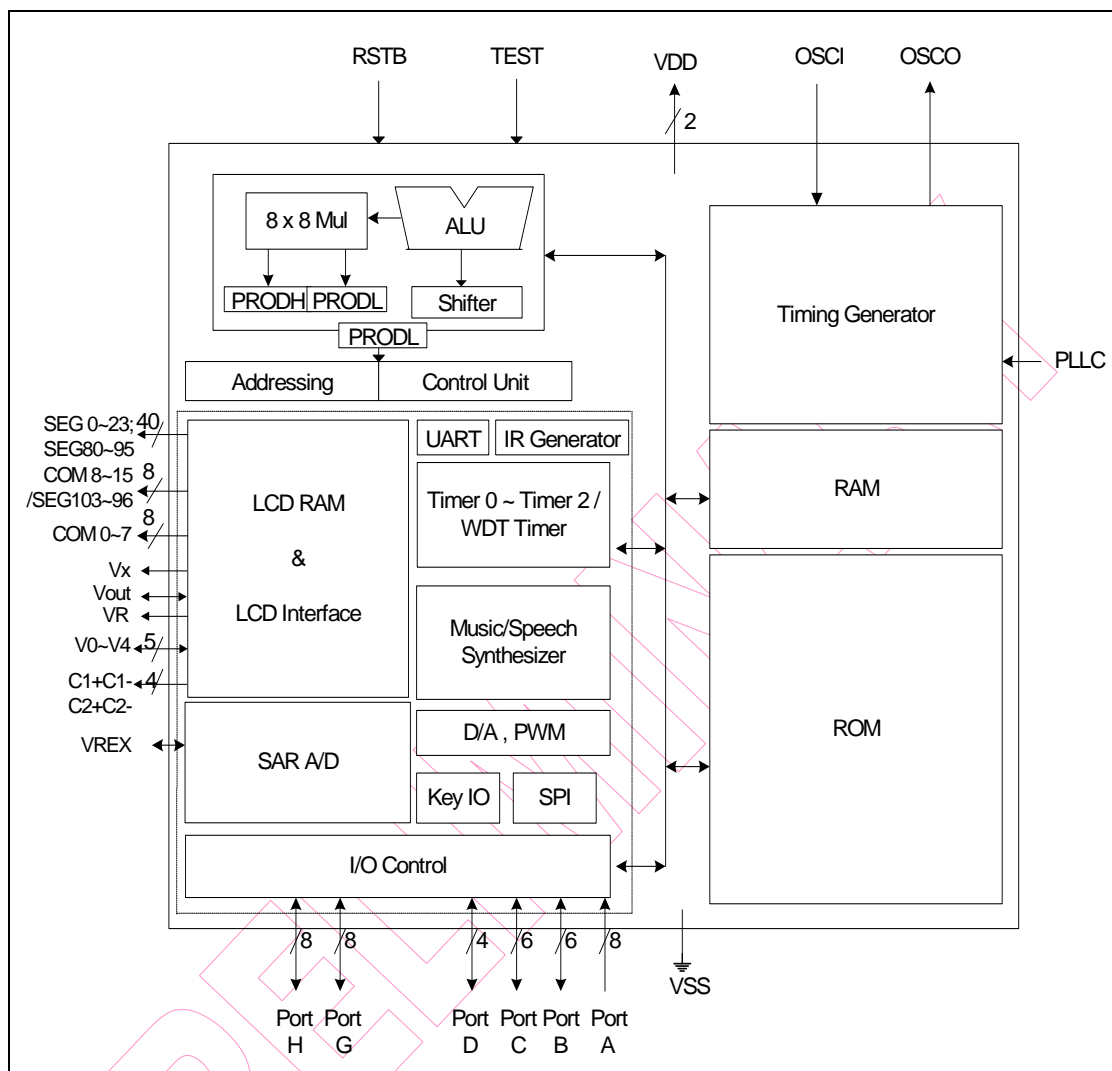 RSTB
TEST
VDD
OSCI
OSCO
2
8 x 8 Mul
ALU
PRODH
PRODL
Shifter
PRODL
Addressing
Control Unit
Timing Generator
PLLC
SEG 0~23;
40
SEG80~95
COM 8~15
8
/SEG103~96
8
COM 0~7
Vx
Vout
VR
V0~V4
5
C1+C1-
4
C2+C2-
VREX
LCD RAM
&
LCD Interface
UART
IR Generator
Timer 0 ~ Timer 2 /
WDT Timer
Music/Speech
Synthesizer
D/A , PWM
SAR A/D
Key IO
SPI
I/O Control
RAM
ROM
8
8
4
6
6
8
VSS
Port
H
Port
G
Port
D
Port
C
Port
B
Port
A